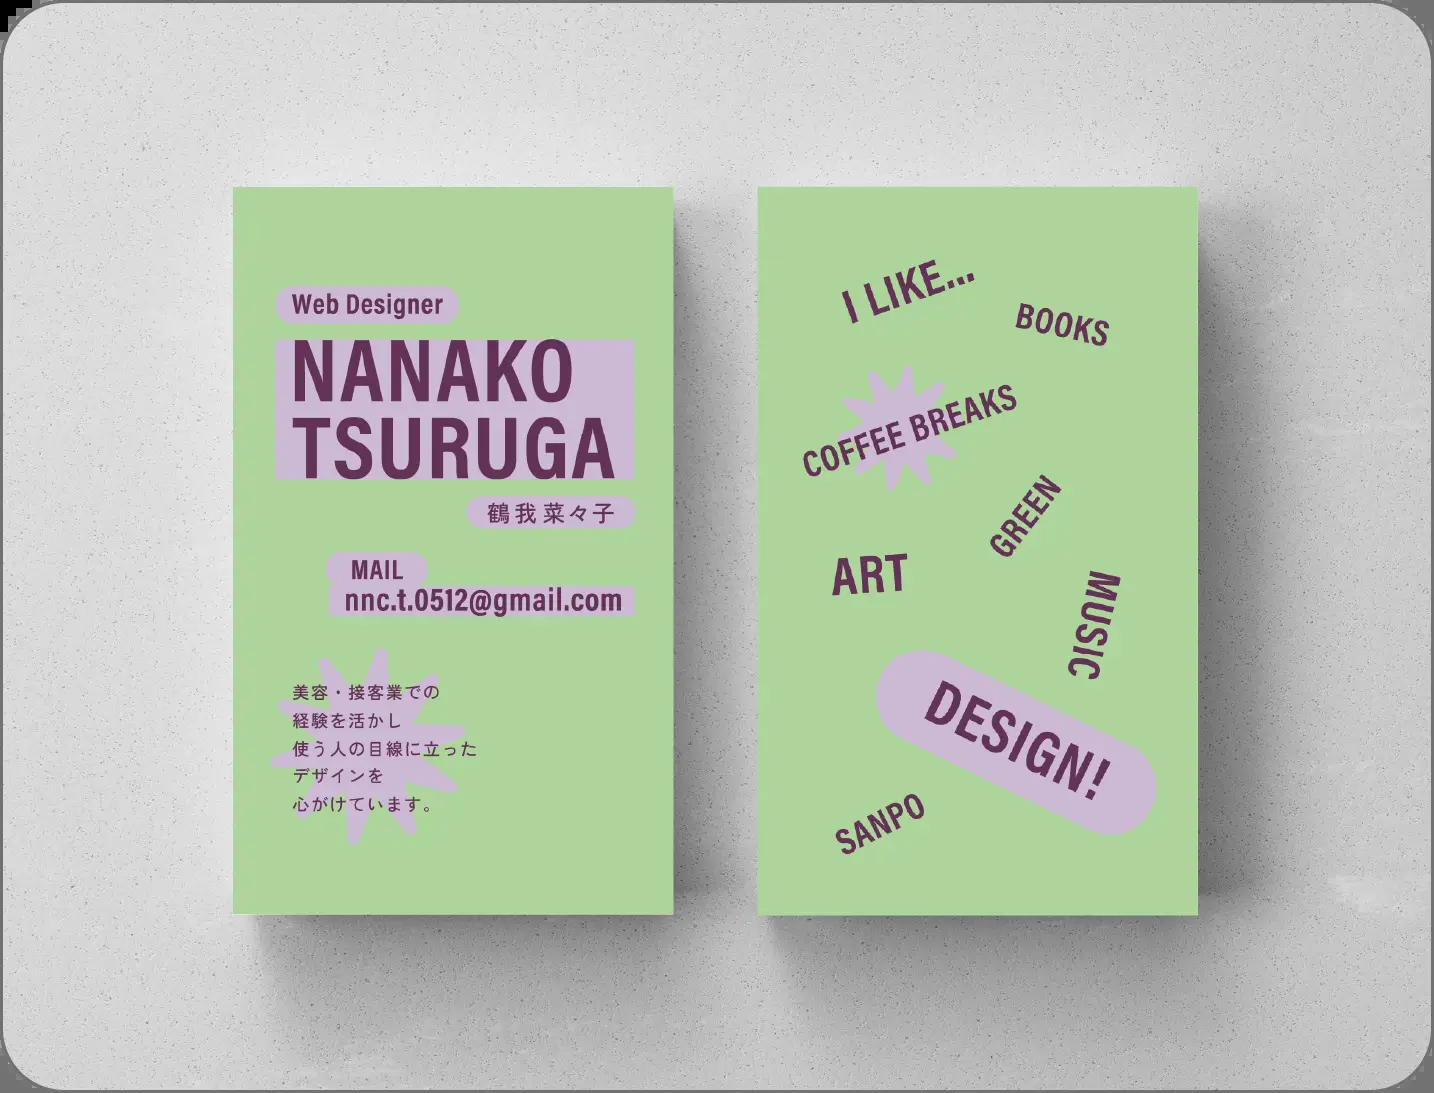 Web Designer
NANAKO
TSURUGA
鶴我菜々子
MAIL
nnc.t.0512@gmail.com
美容・接客業での
経験を活かし
使う人の目線に立った
デザインを
心がけています。
I LIKE...
BOOKS
COFFEE BREAKS
GREEN
ART
MUSIC
DESIGN!
SANPO